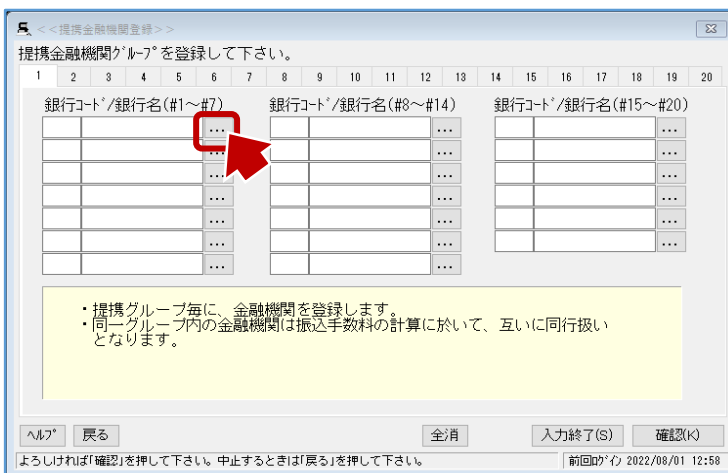 <<提携金融機関登録>>
提携金融機関ｸﾞﾙｰﾌﾟを登録して下さい。
1 2 3 4 5 6 7 8 9 10 11 12 13 14 15 16 17 18 19 20
銀行ｺｰﾄﾞ/銀行名(#1～#7) 銀行ｺｰﾄﾞ/銀行名(#8～#14) 銀行ｺｰﾄﾞ/銀行名(#15～#20)
... ... ...
... ... ...
... ... ...
... ... ...
... ... ...
... ... ...
... ...
・提携グループ毎に、金融機関を登録します。
・同一グループ内の金融機関は振込手数料の計算に於いて、互いに同行扱い
となります。
ﾍﾙﾌﾟ 戻る 全消 入力終了(S) 確認(K)
よろしければ「確認」を押して下さい。中止するときは「戻る」を押して下さい。 前回ﾛｸﾞｲﾝ 2022/08/01 12:58